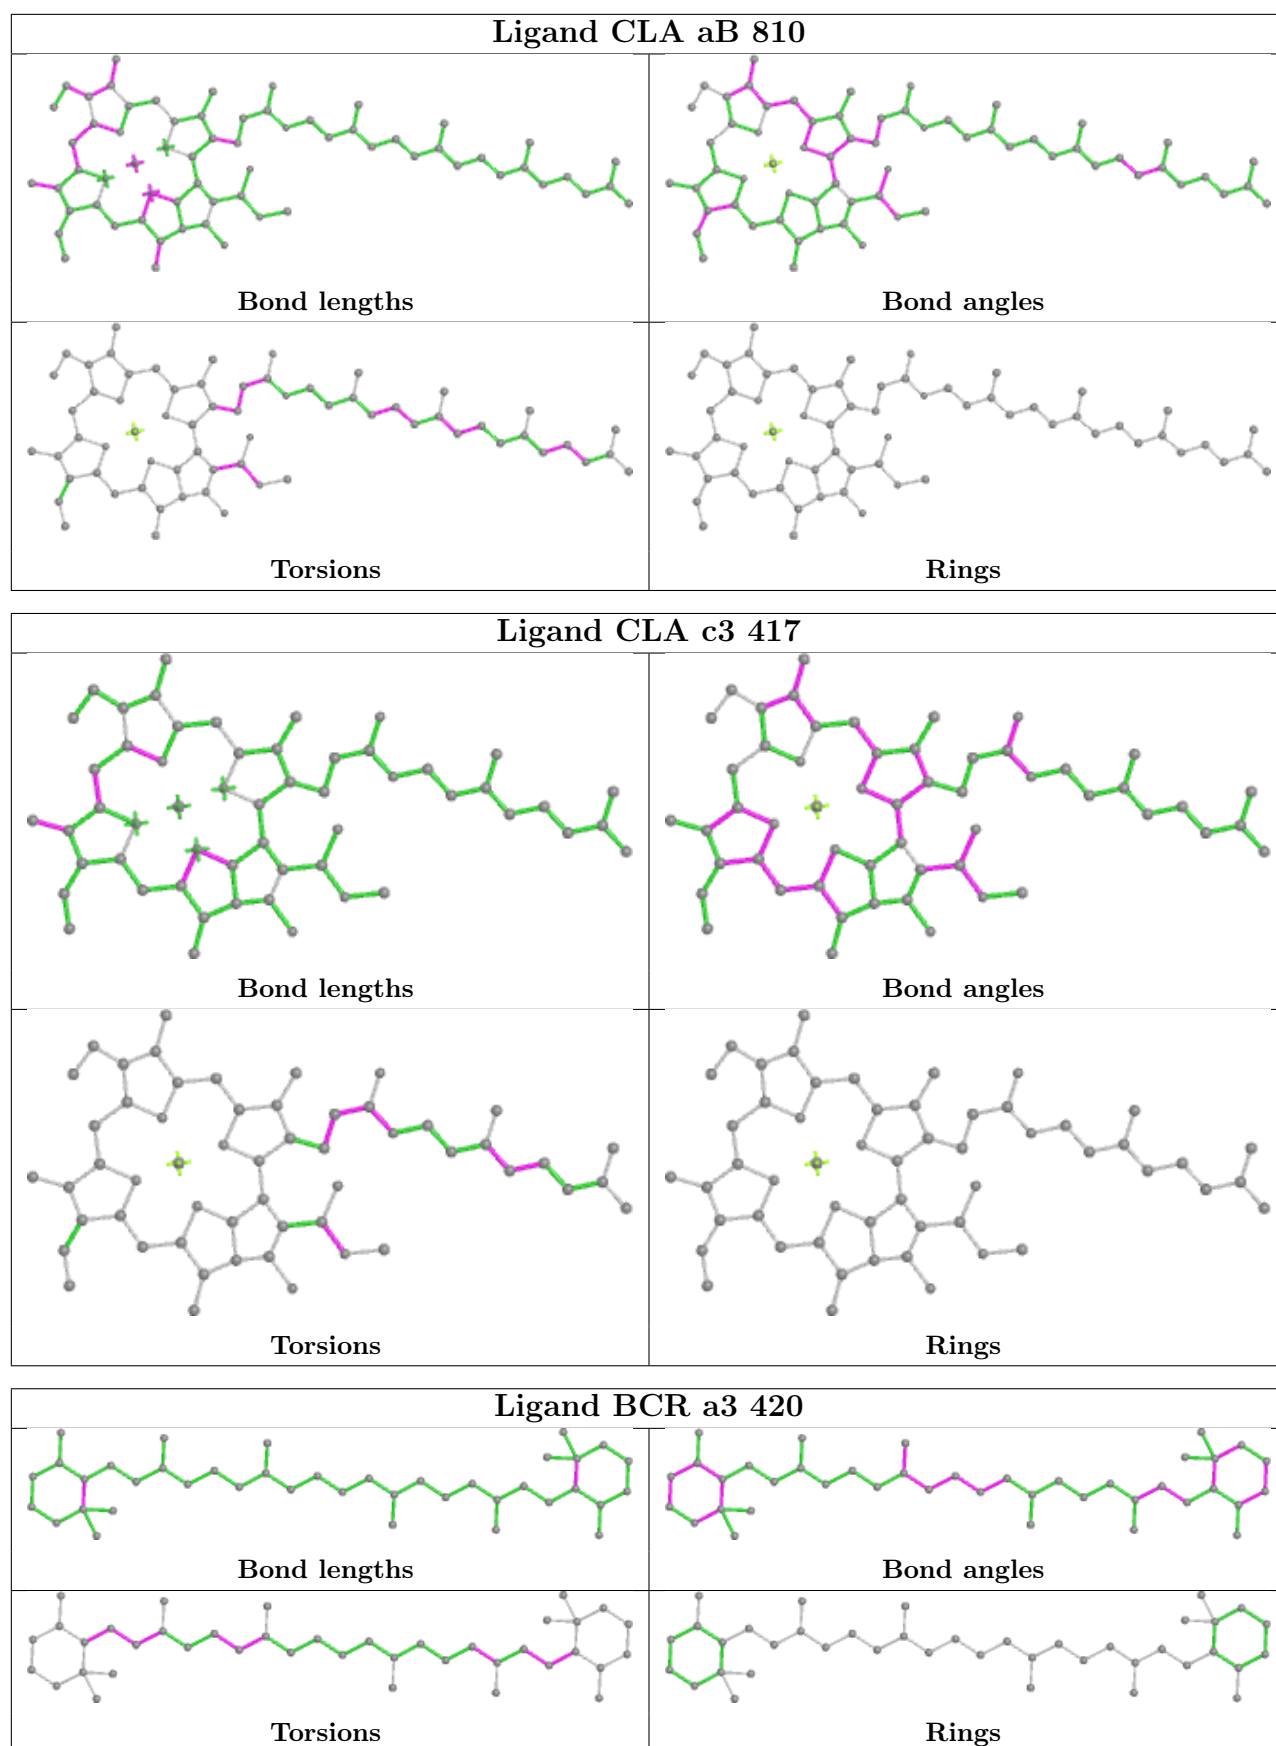 Ligand CLA aB 810
Bond lengths
Bond angles
Torsions
Rings
Ligand CLA c3 417
Bond lengths
Bond angles
Torsions
Rings
Ligand BCR a3 420
Bond lengths
Bond angles
Torsions
Rings